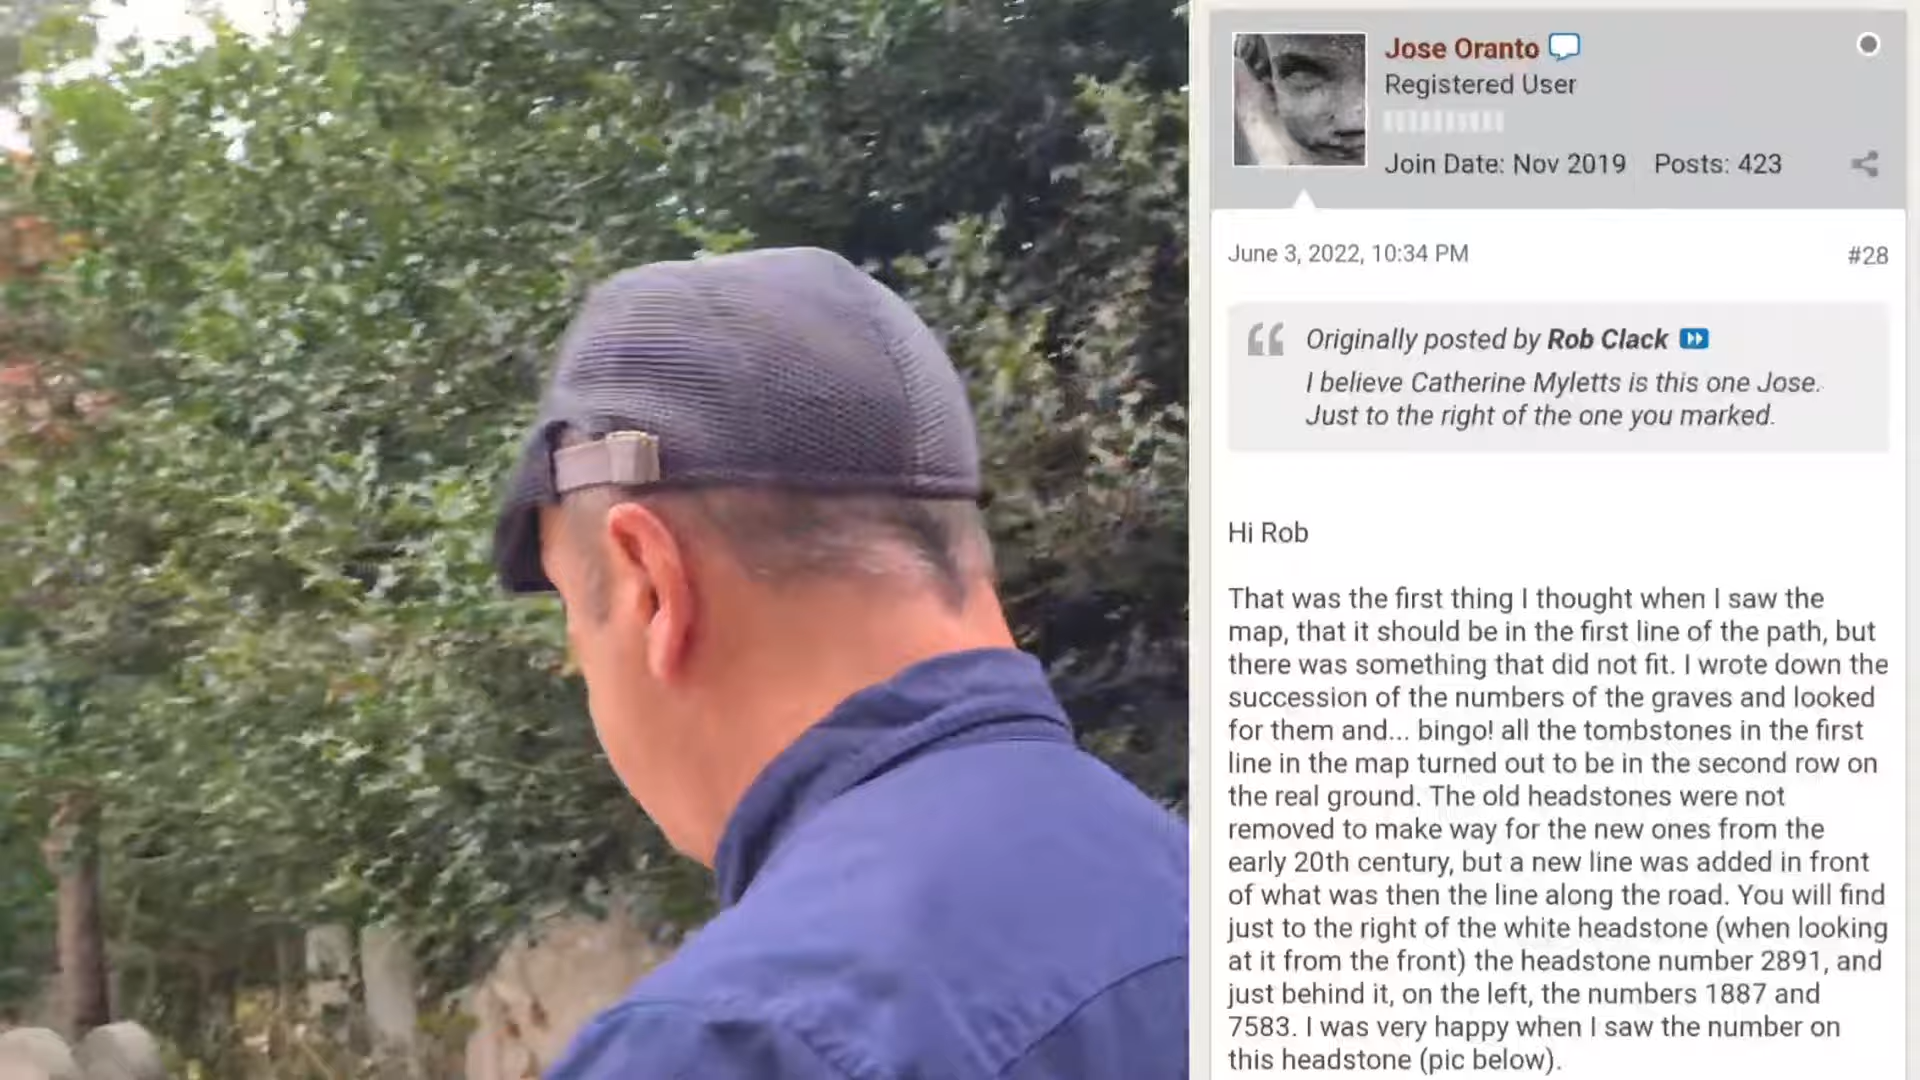 Jose Oranto
Registered User
Join Date: Nov 2019 Posts: 423
June 3, 2022, 10:34 PM
#28
Originally posted by Rob Clack
I believe Catherine Myletts is this one Jose.
Just to the right of the one you marked.
Hi Rob
That was the first thing I thought when I saw the
map, that it should be in the first line of the path, but
there was something that did not fit. I wrote down the
succession of the numbers of the graves and looked
for them and... bingo! all the tombstones in the first
line in the map turned out to be in the second row on
the real ground. The old headstones were not
removed to make way for the new ones from the
early 20th century, but a new line was added in front
of what was then the line along the road. You will find
just to the right of the white headstone (when looking
at it from the front) the headstone number 2891, and
just behind it, on the left, the numbers 1887 and
7583. I was very happy when I saw the number on
this headstone (pic below).